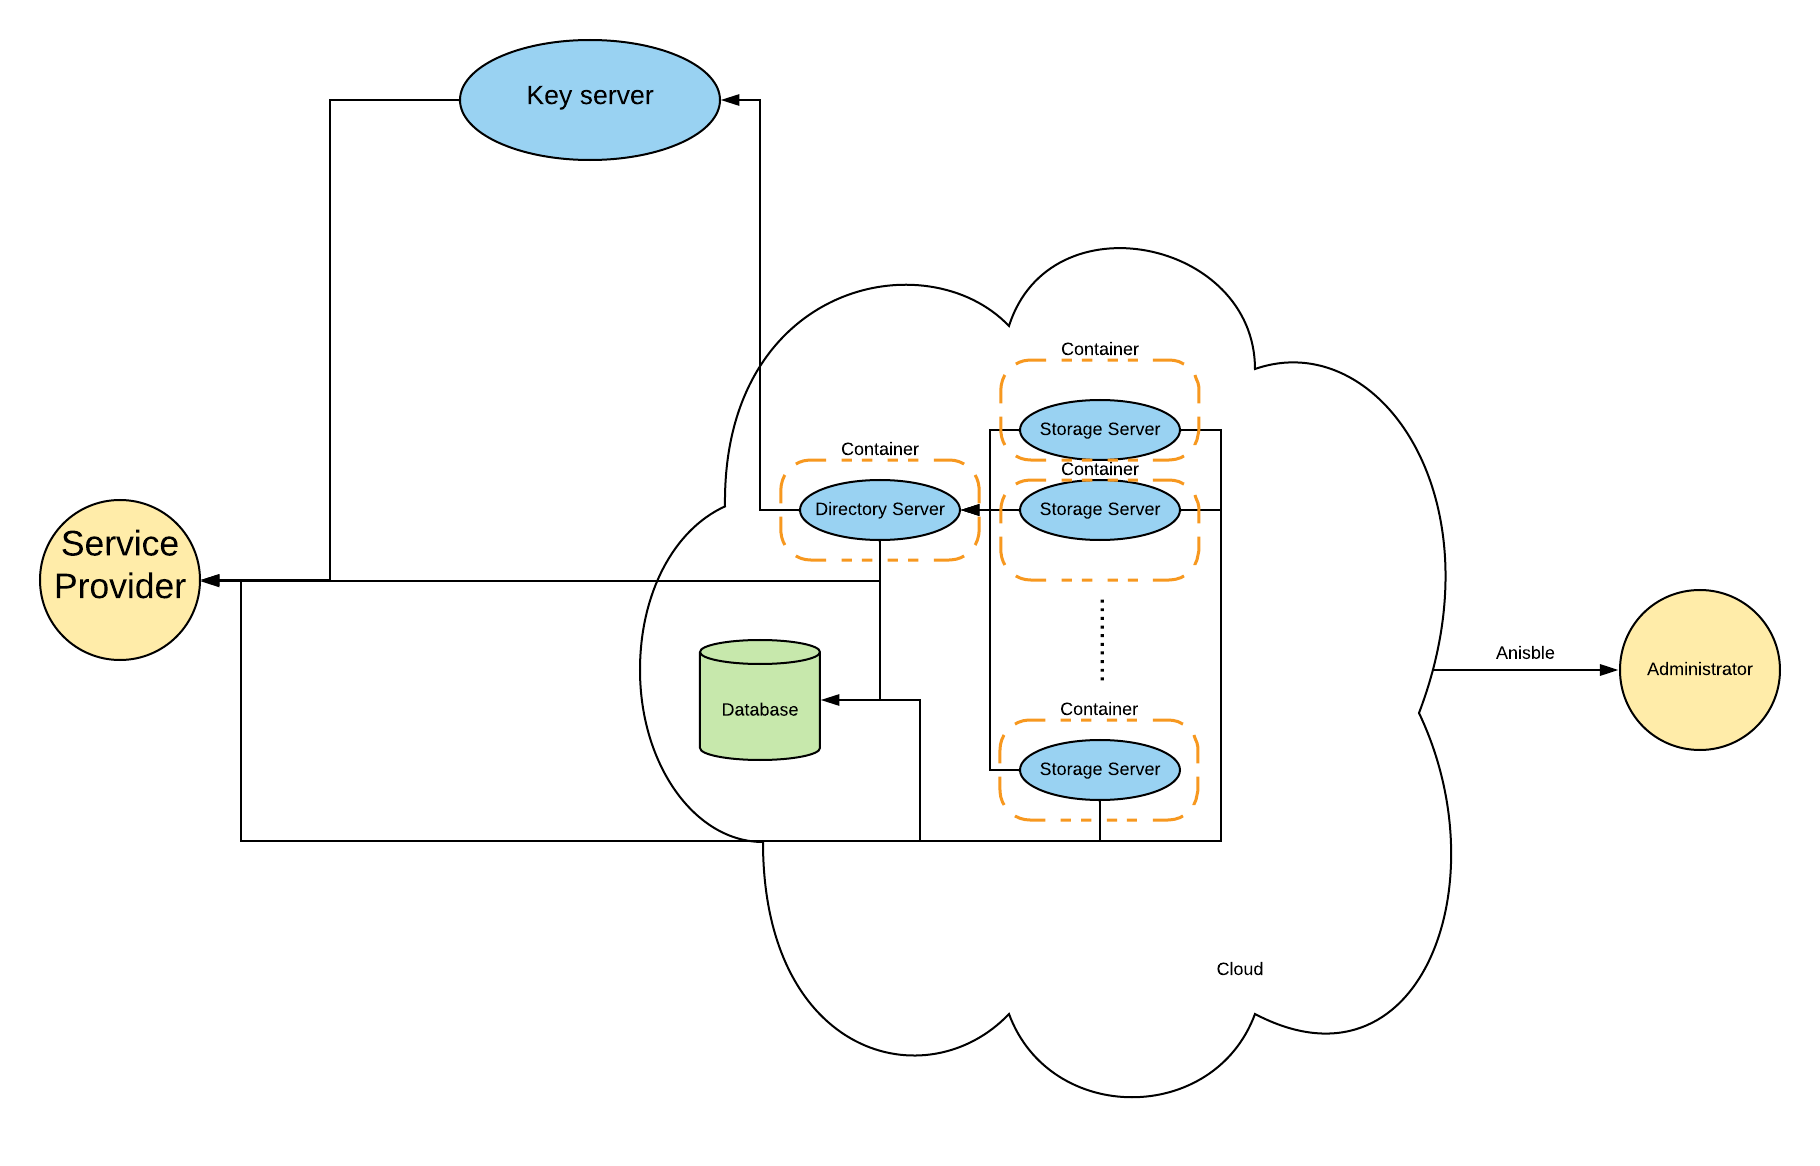 Key server
Container
Storage Server
Container
Container
Storage Server
Directory Server
Service
Provider
Anisble
Administrator
Database
Container
Storage Server
Cloud